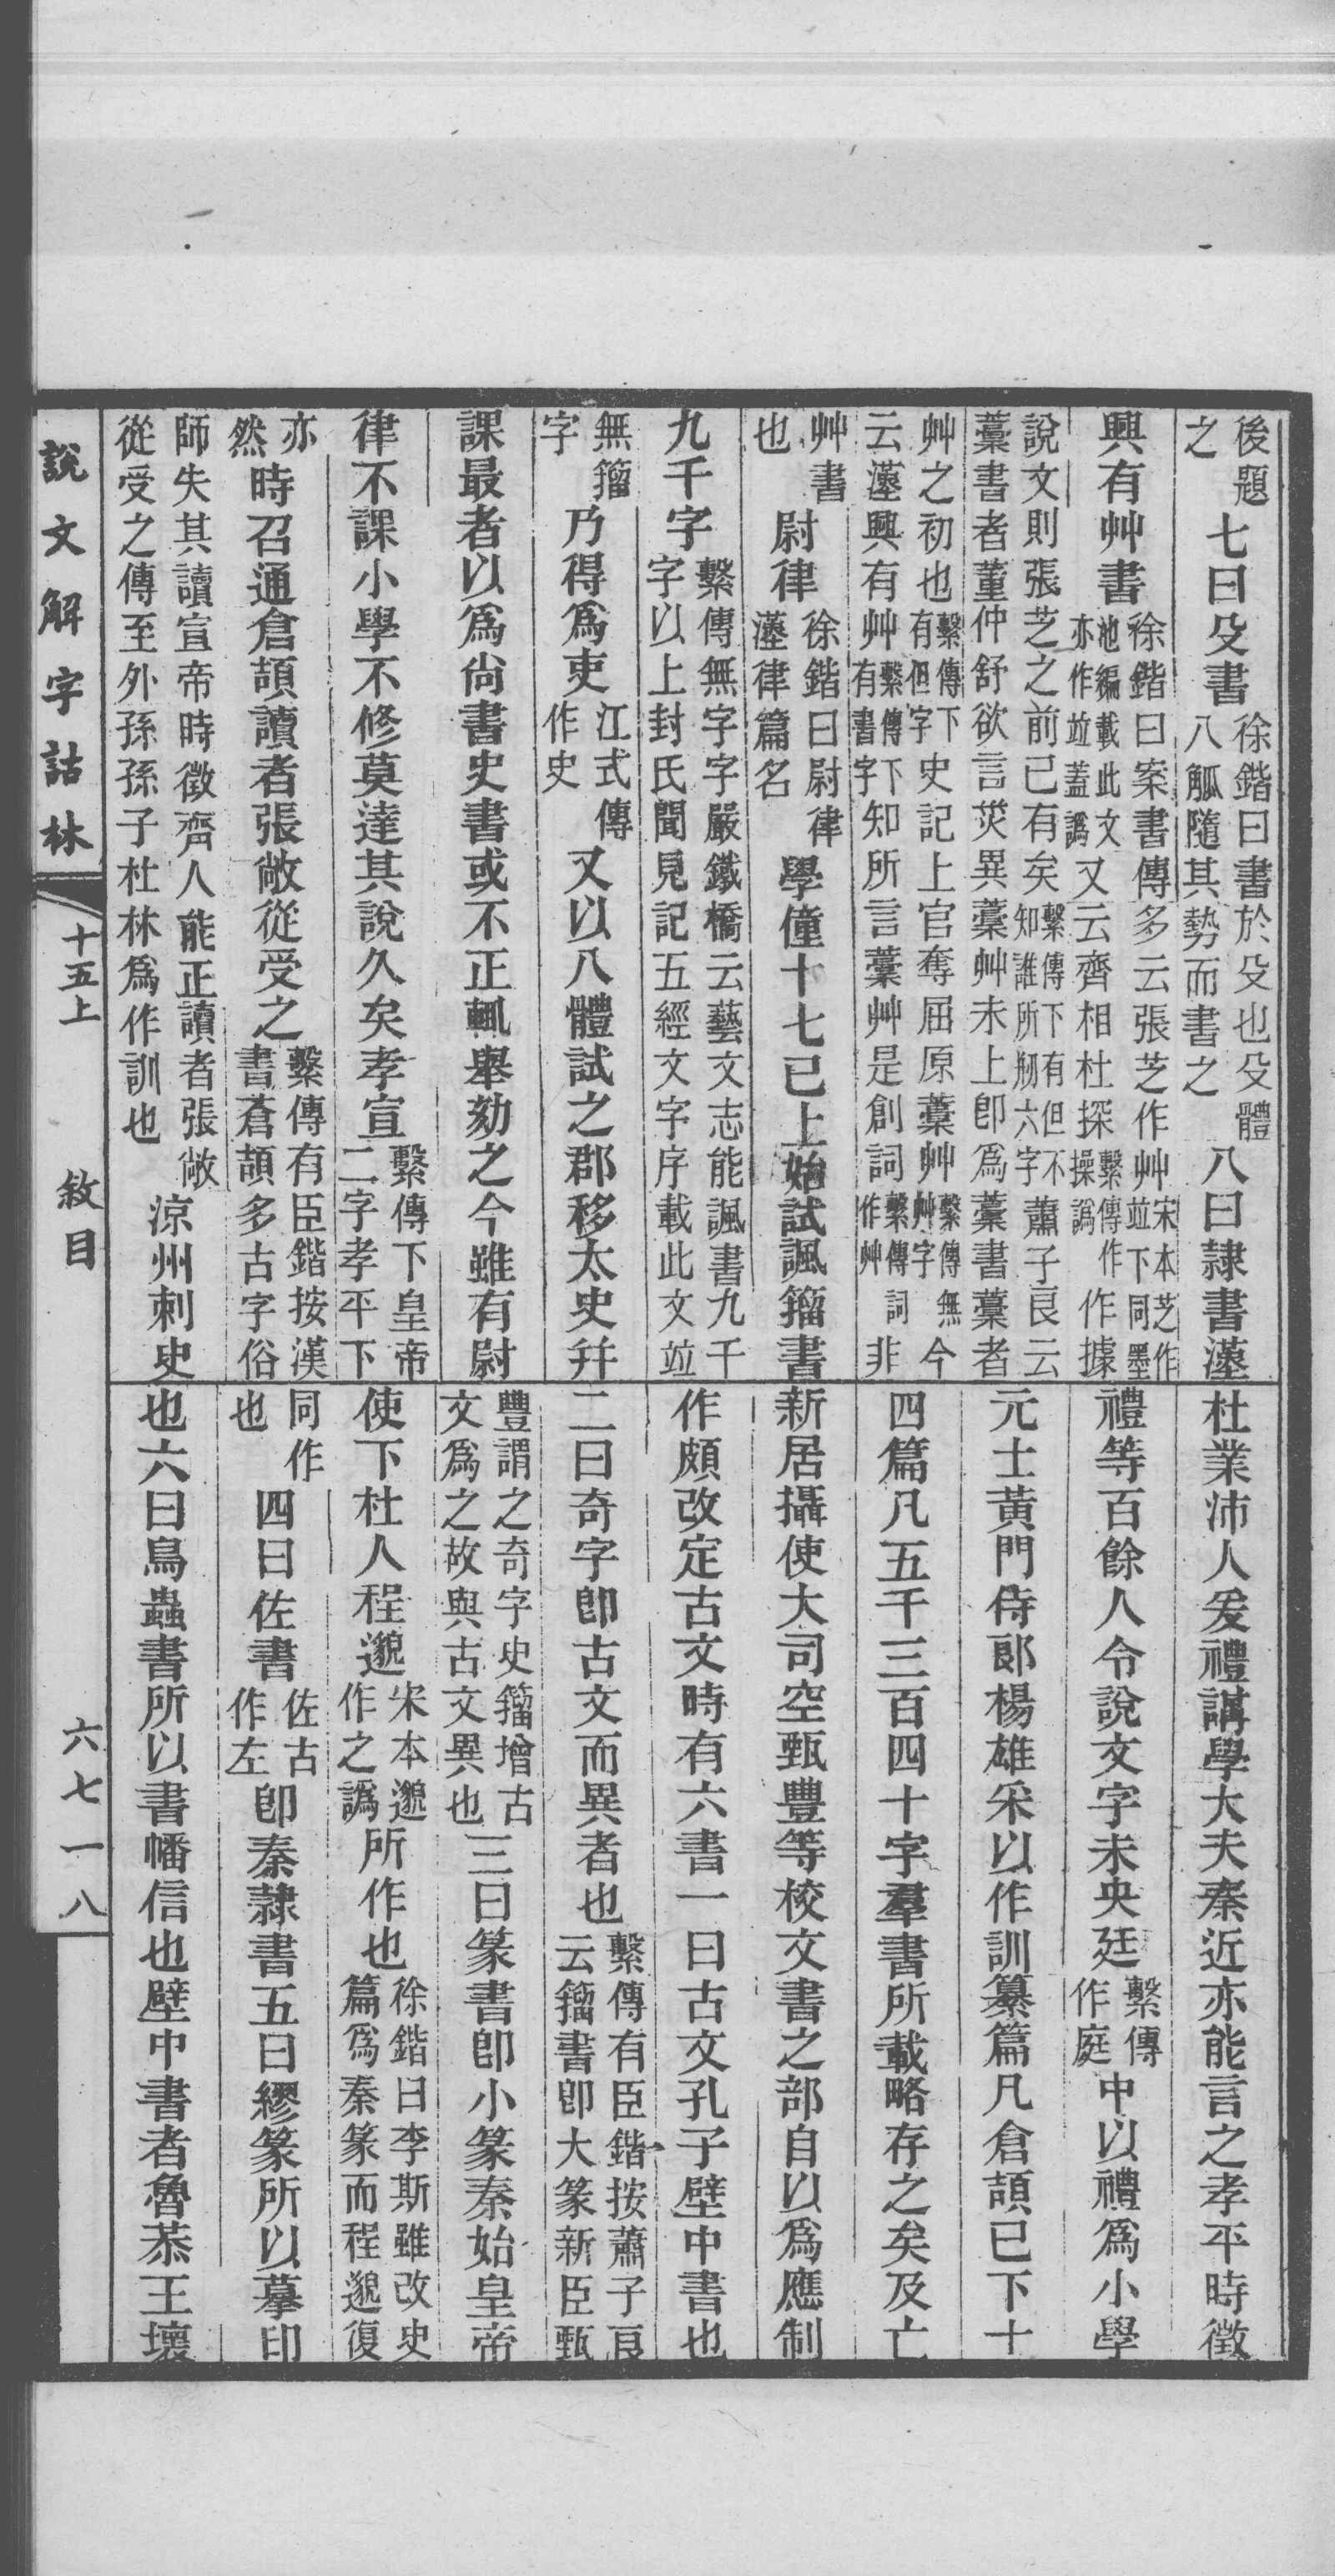 後題之七曰殳書徐鍇曰書於殳也殳體八觚隨其勢而書之八曰隷書漢
興有艸書徐鍇曰案書傳多云張芝作艸宋本芝作竝下同墨池編載此文亦作竝蓋譌又云齊相杜探繫傳作操譌作據
說文則張芝之前已有矣繫傳下有但不知誰所刱六字蕭子良云藁書者董仲舒欲言災異藁艸未上卽爲藁書藁者
艸之初也繫傳下有但字史記上官奪屈原藁艸繫傳無艸字今云漢興有艸繫傳下有書字知所言藁艸是創詞繫傳詞作艸非
艸書也尉律徐鍇曰尉律漢律篇名學僮十七已上始試諷籀書
九千字繫傳無字字嚴鐵橋云藝文志能諷書九千字以上封氏聞見記五經文字序載此文竝
無籀字乃得爲吏江式傳作史又以八體試之郡移太史幷
課最者以爲尙書史書或不正輒舉劾之今雖有尉
律不課小學不修莫達其說久矣孝宣繫傳下皇帝二字孝平下
亦然時召通倉頡讀者張敞從受之繫傳有臣鍇按漢書蒼頡多古字俗
師失其讀宣帝時徵齊人能正讀者張敞從受之傳至外孫孫子杜林爲作訓也涼州刺史
杜業沛人爰禮講學大夫秦近亦能言之孝平時徵
禮等百餘人令說文字未央廷繫傳作庭中以禮爲小學
元士黃門侍郎楊雄采以作訓纂篇凡倉頡已下十
四篇凡五千三百四十字羣書所載略存之矣及亡
新居攝使大司空甄豐等校文書之部自以爲應制
作頗改定古文時有六書一曰古文孔子壁中書也
二曰奇字卽古文而異者也繫傳有臣鍇按蕭子良云籀書卽大篆新臣甄
豐謂之奇字史籀增古文爲之故與古文異也三曰篆書卽小篆秦始皇帝
使下杜人程邈宋本邈作之譌所作也徐鍇曰李斯雖改史篇爲秦篆而程邈復
同作也四曰佐書佐古作左卽秦隷書五曰繆篆所以摹印
也六曰鳥蟲書所以書幡信也壁中書者魯恭王壞
說文解字詁林
十五上
敘目
六七一八